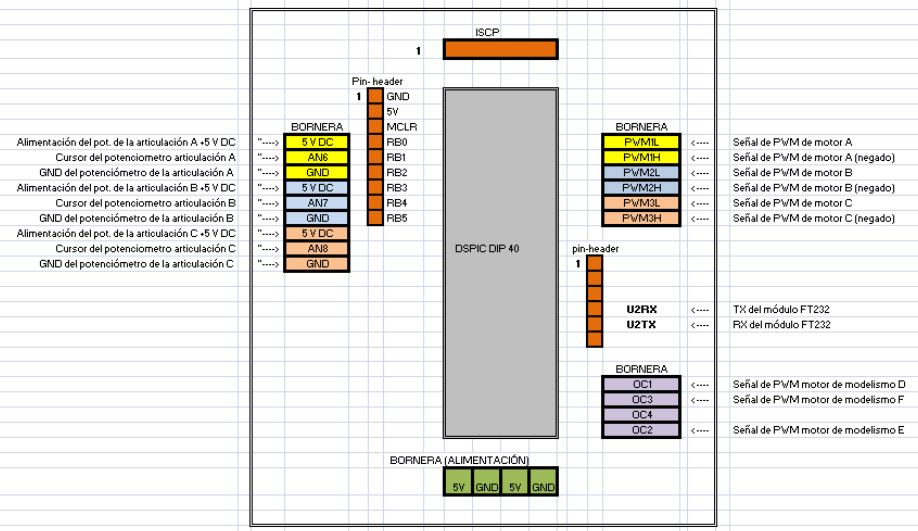 ISCP
1
Pin-header
1 GND
5V
BORNERA MCLR BORNERA
Alimentación del pot. de la articulación A +5 V DC "----> 5 V DC RB0 PWM1L <---- Señal de PWM de motor A
Cursor del potenciometro articulación A "----> AN6 RB1 PWM1H <---- Señal de PWM de motor A (negado)
GND del potenciómetro de la articulación A "----> GND RB2 PWM2L <---- Señal de PWM de motor B
Alimentación del pot. de la articulación B +5 V DC "----> 5 V DC RB3 PWM2H <---- Señal de PWM de motor B (negado)
Cursor del potenciometro articulación B "----> AN7 RB4 PWM3L <---- Señal de PWM de motor C
GND del potenciómetro de la articulación B "----> GND RB5 PWM3H <---- Señal de PWM de motor C (negado)
Alimentación del pot. de la articulación C +5 V DC "----> 5 V DC
Cursor del potenciometro articulación C "----> AN8 DSPIC DIP 40 pin-header
GND del potenciómetro de la articulación C "----> GND 1
U2RX <---- TX del módulo FT232
U2TX <---- RX del módulo FT232
BORNERA
OC1 <---- Señal de PWM motor de modelismo D
OC3 <---- Señal de PWM motor de modelismo F
OC4
OC2 <---- Señal de PWM motor de modelismo E
BORNERA (ALIMENTACIÓN)
5V GND 5V GND